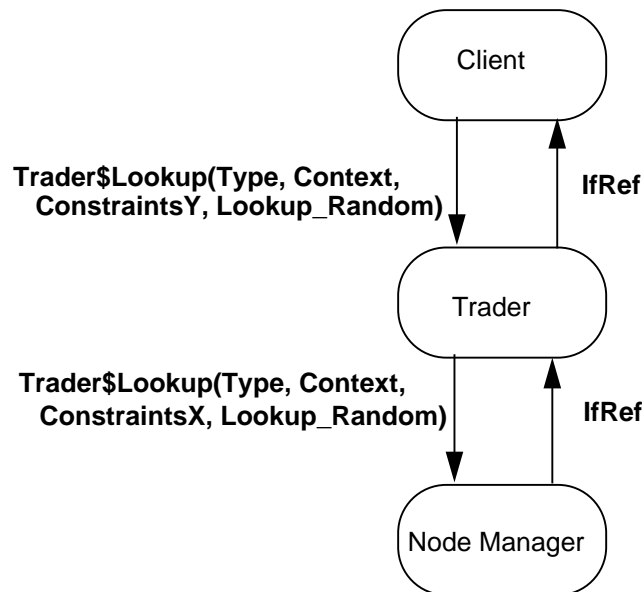 Client
Trader$Lookup(Type, Context,
ConstraintsY, Lookup_Random)
IfRef
Trader
Trader$Lookup(Type, Context,
ConstraintsX, Lookup_Random)
IfRef
Node Manager